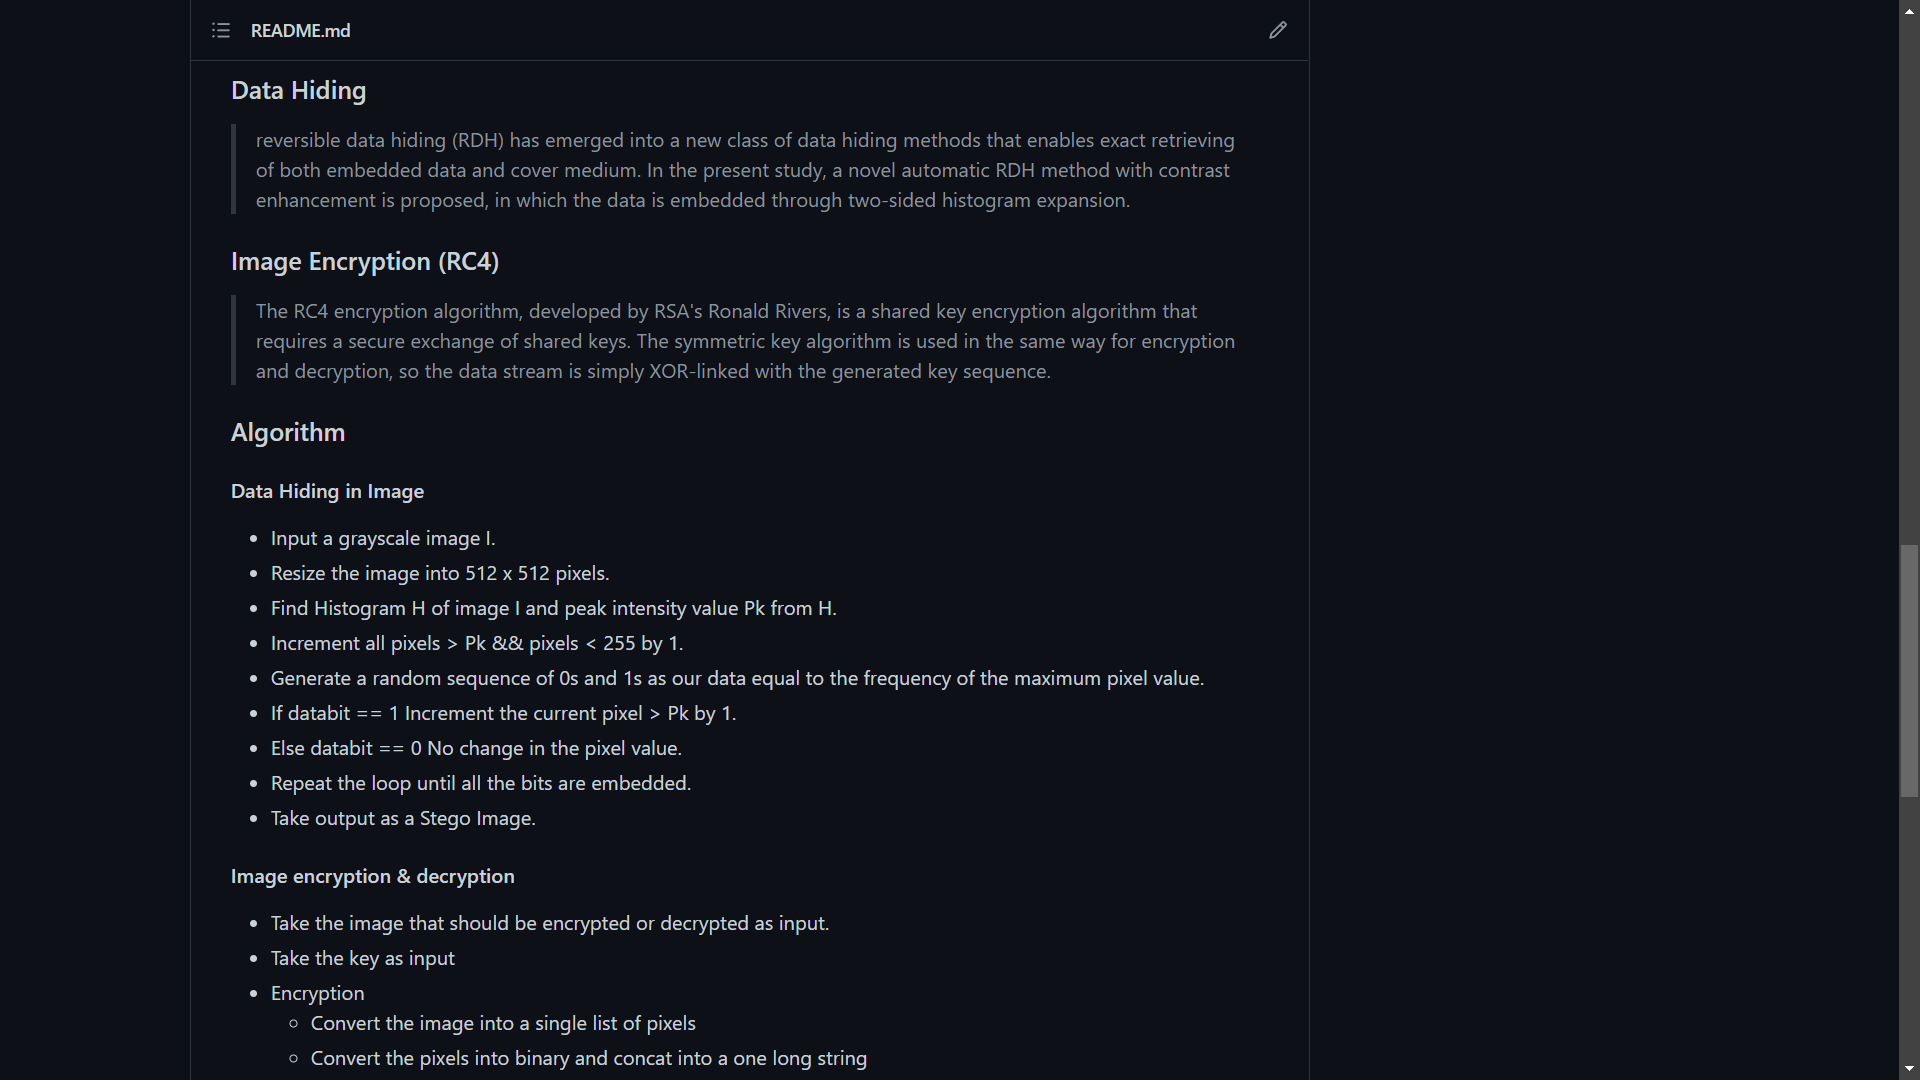 README.md
Data Hiding
reversible data hiding (RDH) has emerged into a new class of data hiding methods that enables exact retrieving
of both embedded data and cover medium. In the present study, a novel automatic RDH method with contrast
enhancement is proposed, in which the data is embedded through two-sided histogram expansion.
Image Encryption (RC4)
The RC4 encryption algorithm, developed by RSA's Ronald Rivers, is a shared key encryption algorithm that
requires a secure exchange of shared keys. The symmetric key algorithm is used in the same way for encryption
and decryption, so the data stream is simply XOR-linked with the generated key sequence.
Algorithm
Data Hiding in Image
• Input a grayscale image I.
• Resize the image into 512 x 512 pixels.
• Find Histogram H of image I and peak intensity value Pk from H.
• Increment all pixels > Pk && pixels < 255 by 1.
• Generate a random sequence of 0s and 1s as our data equal to the frequency of the maximum pixel value.
• If databit == 1 Increment the current pixel > Pk by 1.
• Else databit == 0 No change in the pixel value.
• Repeat the loop until all the bits are embedded.
• Take output as a Stego Image.
Image encryption & decryption
• Take the image that should be encrypted or decrypted as input.
• Take the key as input
• Encryption
◦ Convert the image into a single list of pixels
◦ Convert the pixels into binary and concat into a one long string